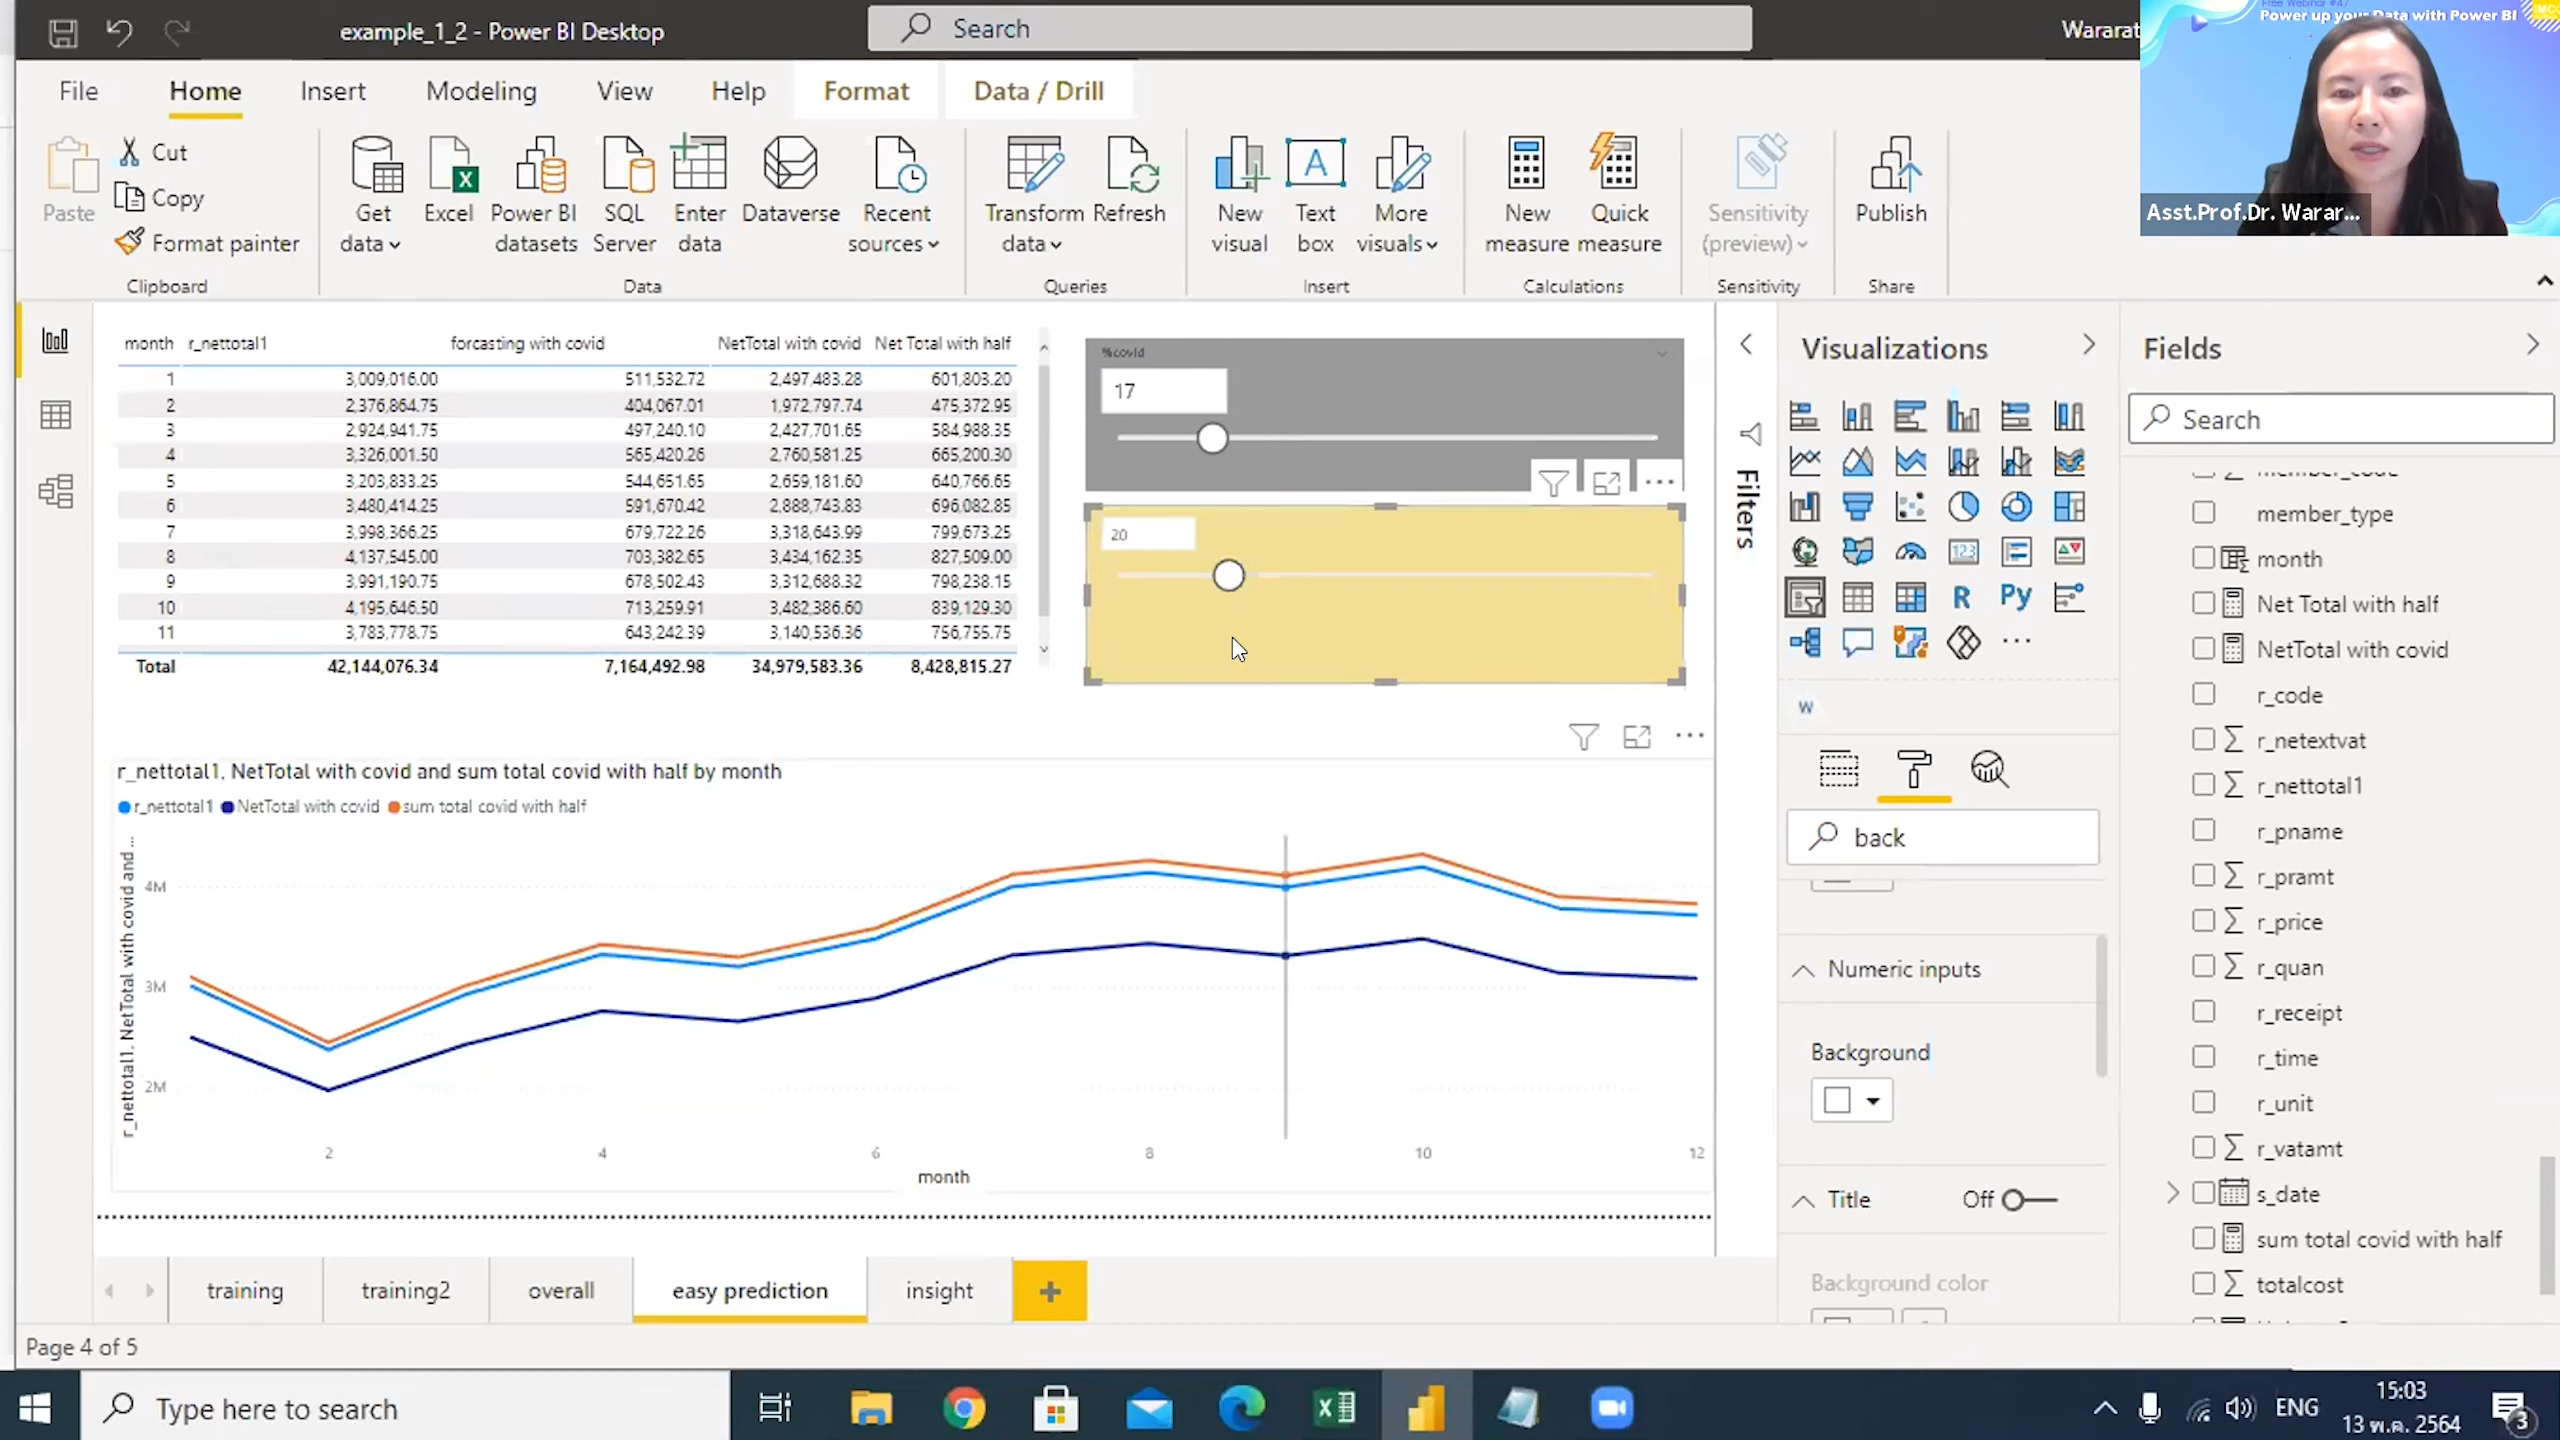 example_1_2 - Power BI Desktop
Search
Wararat
Free Webinar #47
Power up your Data with Power BI
IMC
Asst.Prof.Dr. Warar...
File
Home
Insert
Modeling
View
Help
Format
Data / Drill
Paste
Cut
Copy
Format painter
Clipboard
Get data
Excel
Power BI datasets
SQL Server
Enter data
Dataverse
Recent sources
Data
Transform data
Refresh
Queries
New visual
Text box
More visuals
Insert
New measure
Quick measure
Calculations
Sensitivity (preview)
Sensitivity
Publish
Share
month r_nettotal1 forcasting with covid NetTotal with covid Net Total with half
1 3,009,016.00 511,532.72 2,497,483.28 601,803.20
2 2,376,864.75 404,067.01 1,972,797.74 475,372.95
3 2,924,941.75 497,240.10 2,427,701.65 584,988.35
4 3,326,001.50 565,420.26 2,760,581.25 665,200.30
5 3,203,833.25 544,651.65 2,659,181.60 640,766.65
6 3,480,414.25 591,670.42 2,888,743.83 696,082.85
7 3,998,366.25 679,722.26 3,318,643.99 799,673.25
8 4,137,545.00 703,382.65 3,434,162.35 827,509.00
9 3,991,190.75 678,502.43 3,312,688.32 798,238.15
10 4,195,646.50 713,259.91 3,482,386.60 839,129.30
11 3,783,778.75 643,242.39 3,140,536.36 756,755.75
Total 42,144,076.34 7,164,492.98 34,979,583.36 8,428,815.27
%covid
17
20
r_nettotal1, NetTotal with covid and sum total covid with half by month
r_nettotal1 NetTotal with covid sum total covid with half
r_nettotal1, NetTotal with covid and ...
4M
3M
2M
2 4 6 8 10 12
month
Filters
Visualizations
R
Py
123
W
back
Numeric inputs
Background
Title Off
Background color
Fields
Search
member_code
member_type
month
Net Total with half
NetTotal with covid
r_code
r_netextvat
r_nettotal1
r_pname
r_pramt
r_price
r_quan
r_receipt
r_time
r_unit
r_vatamt
s_date
sum total covid with half
totalcost
training
training2
overall
easy prediction
insight
+
Page 4 of 5
Type here to search
ENG
15:03
13 พ.ค. 2564
3